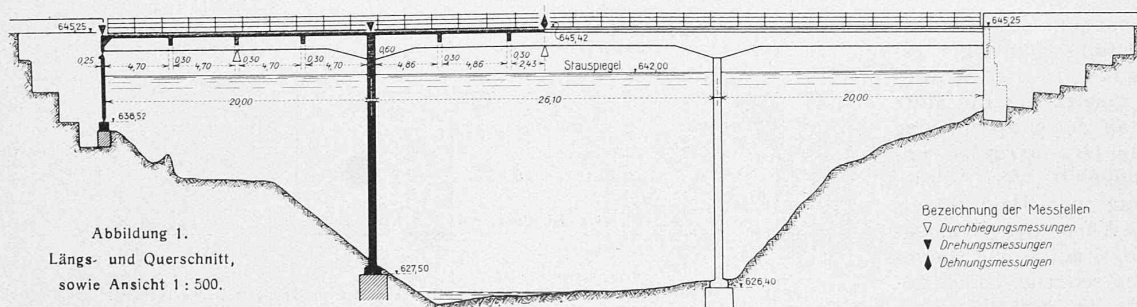 645,25
645,42
645,25
0,25
0,60
4,70 0,30 4,70 0,30 4,70 0,30 4,70
4,86 0,30 4,86 0,30 2,43
Stauspiegel 642,00
20,00
26,10
20,00
638,52
627,50
626,40
Abbildung 1.
Längs- und Querschnitt,
sowie Ansicht 1 : 500.
Bezeichnung der Messtellen
Durchbiegungsmessungen
Drehungsmessungen
Dehnungsmessungen